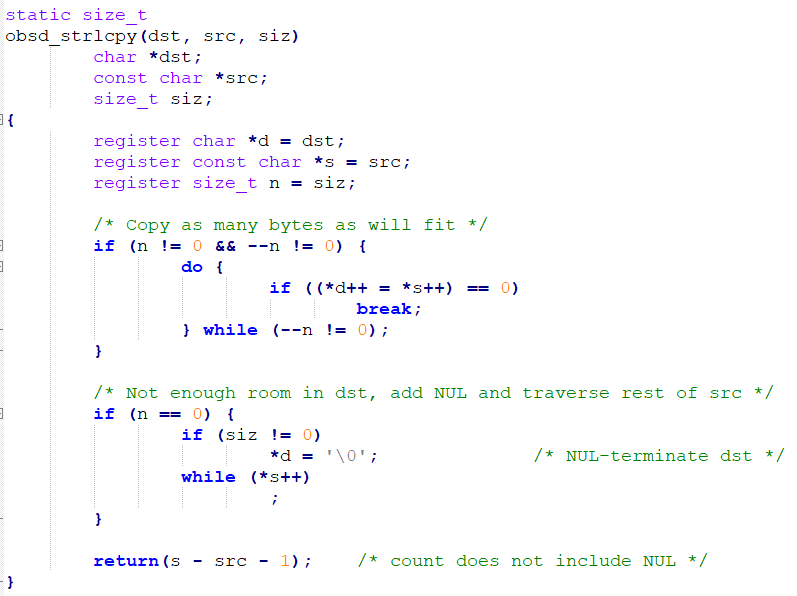 static size_t
obsd_strlcpy(dst, src, siz)
        char *dst;
        const char *src;
        size_t siz;
{
        register char *d = dst;
        register const char *s = src;
        register size_t n = siz;

        /* Copy as many bytes as will fit */
        if (n != 0 && --n != 0) {
                do {
                        if ((*d++ = *s++) == 0)
                                break;
                } while (--n != 0);
        }

        /* Not enough room in dst, add NUL and traverse rest of src */
        if (n == 0) {
                if (siz != 0)
                        *d = '\0';              /* NUL-terminate dst */
                while (*s++)
                        ;
        }

        return(s - src - 1);    /* count does not include NUL */
}